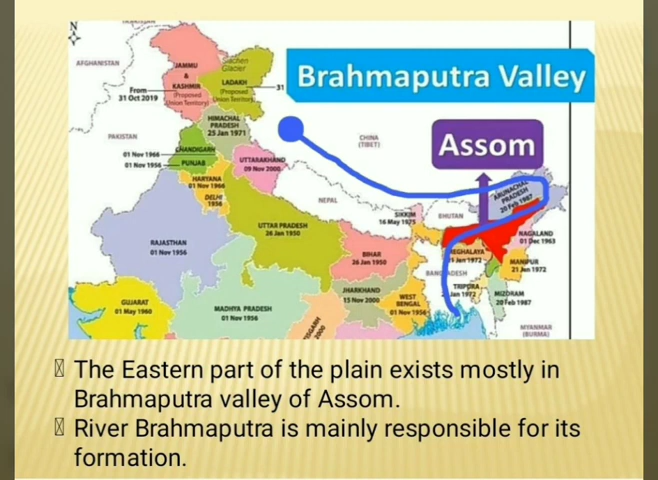 N
AFGHANISTAN
Siachen
Glacier
JAMMU
&
KASHMIR
(Proposed
Union Territory)
LADAKH
(Proposed
Union Territory)
From
31 Oct 2019
31
Brahmaputra Valley
HIMACHAL
PRADESH
25 Jan 1971
CHINA
(TIBET)
Assom
PAKISTAN
01 Nov 1966
CHANDIGARH
01 Nov 1956
PUNJAB
UTTARAKHAND
09 Nov 2000
HARYANA
01 Nov 1966
DELHI
1956
NEPAL
ARUNACHAL
PRADESH
20 Feb 1987
SIKKIM
16 May 1975
BHUTAN
UTTAR PRADESH
26 Jan 1950
RAJASTHAN
01 Nov 1956
BIHAR
26 Jan 1950
NAGALAND
01 Dec 1963
MEGHALAYA
Jan 1972
MANIPUR
21 Jan 1972
BANGLADESH
TRIPURA
Jan 1972
MIZORAM
20 Feb 1987
JHARKHAND
15 Nov 2000
WEST
BENGAL
01 Nov 1956
GUJARAT
01 May 1960
MADHYA PRADESH
01 Nov 1956
MYANMAR
(BURMA)
The Eastern part of the plain exists mostly in
Brahmaputra valley of Assom.
River Brahmaputra is mainly responsible for its
formation.